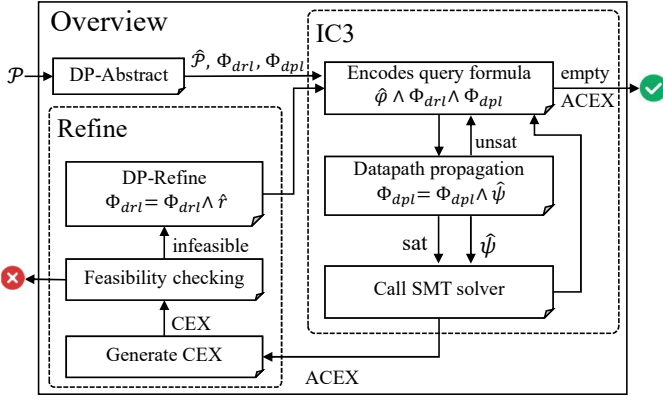 Overview
IC3
𝒫
DP-Abstract
𝒫̂, Φ_drl, Φ_dpl
Encodes query formula
φ̂ ∧ Φ_drl ∧ Φ_dpl
empty
ACEX
Refine
unsat
DP-Refine
Φ_drl = Φ_drl ∧ r̂
Datapath propagation
Φ_dpl = Φ_dpl ∧ ψ̂
infeasible
sat
ψ̂
Feasibility checking
Call SMT solver
CEX
Generate CEX
ACEX